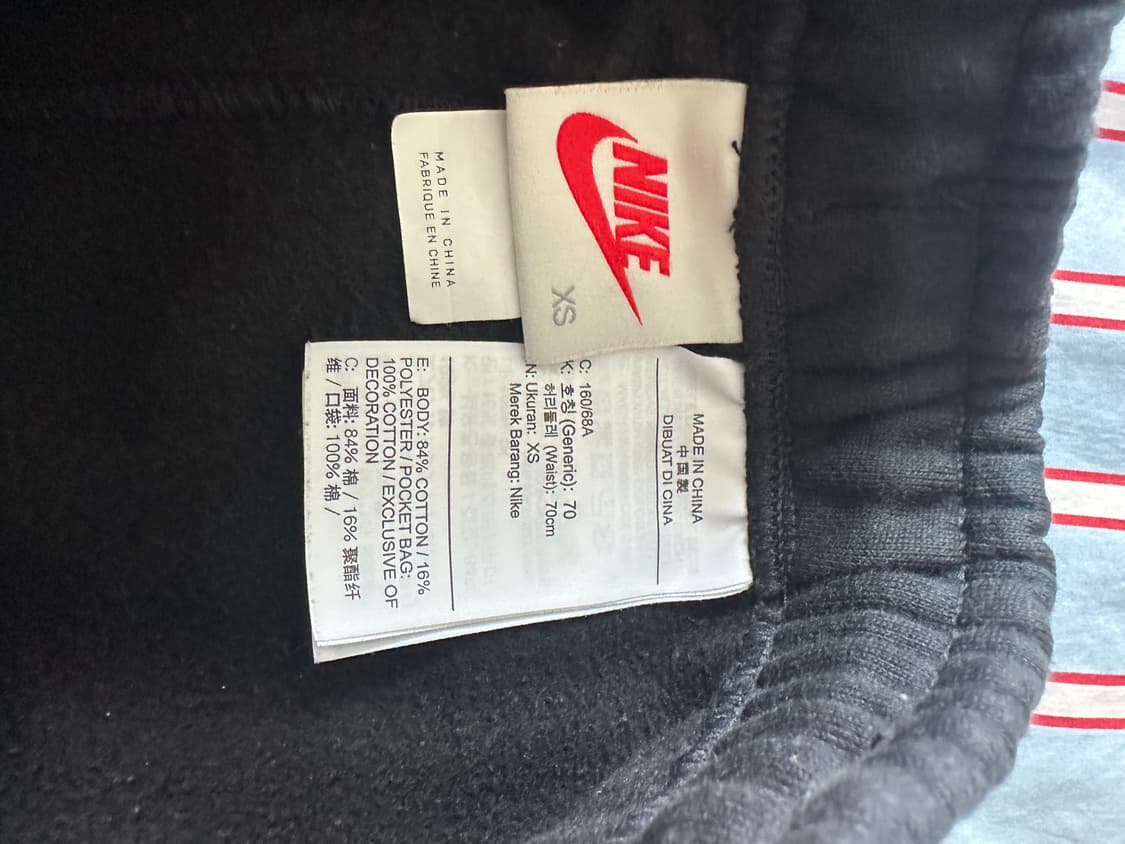 NIKE
XS
MADE IN CHINA
FABRIQUE EN CHINE
MADE IN CHINA
中国製
DIBUAT DI CINA
C: 160/68A
K: 호칭 (Generic): 70
허리둘레 (Waist): 70cm
N: Ukuran: XS
Merek Barang: Nike
E: BODY: 84% COTTON / 16%
POLYESTER / POCKET BAG:
100% COTTON / EXCLUSIVE OF
DECORATION
C: 面料: 84% 棉 / 16% 聚酯纤
维 / 口袋: 100% 棉 /